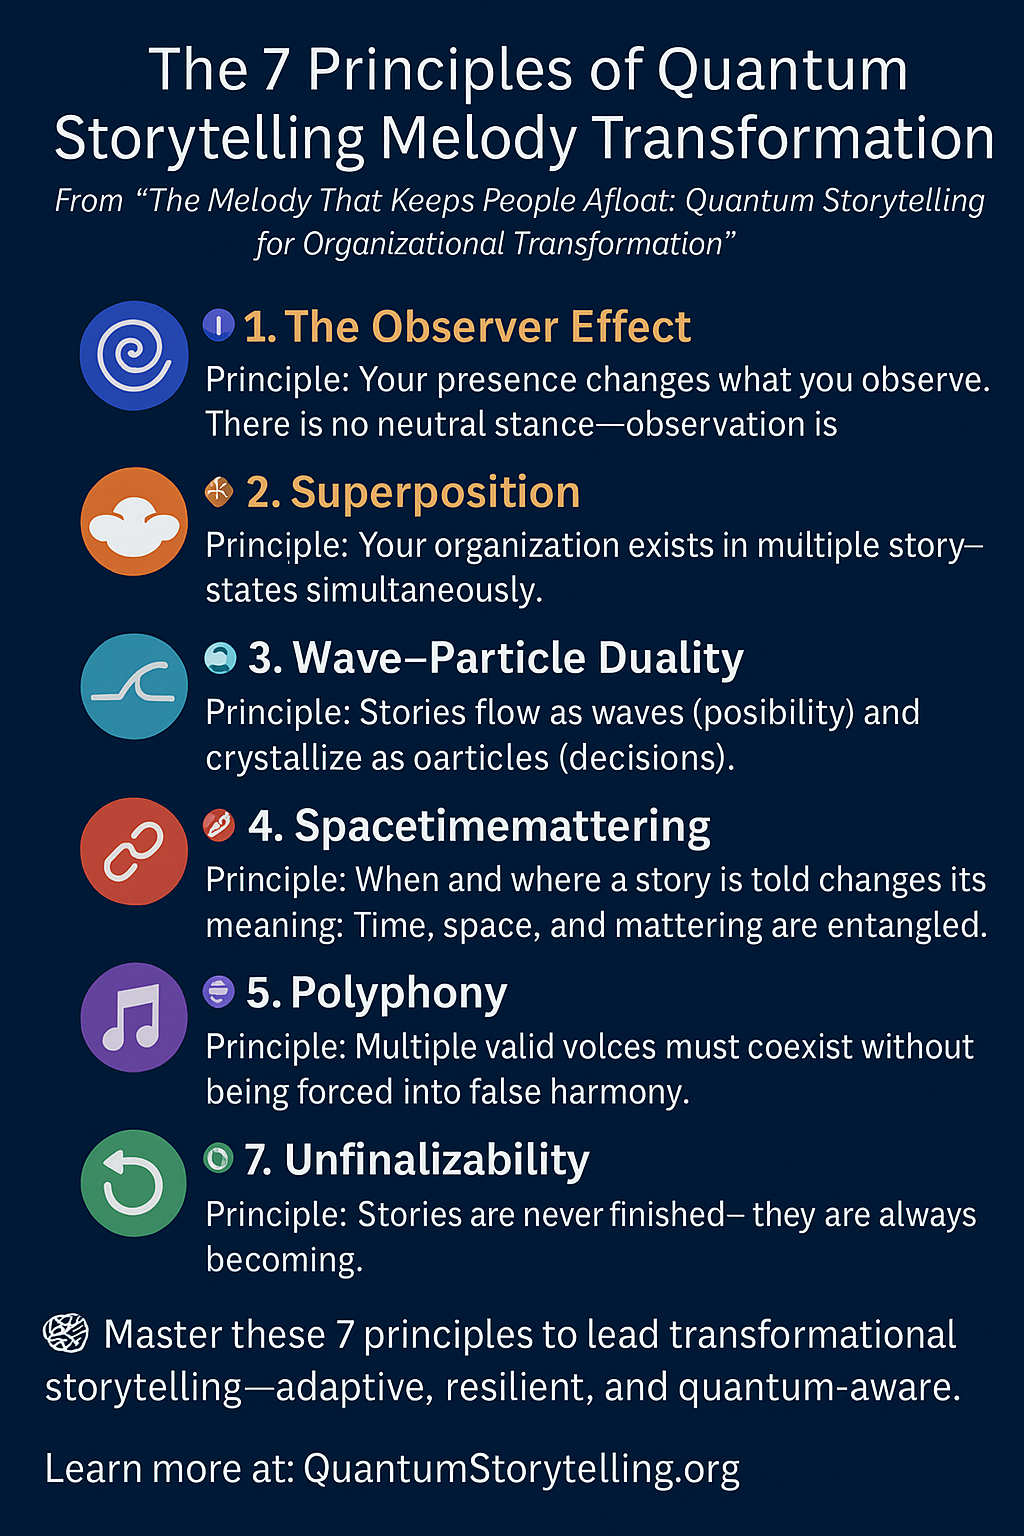 The 7 Principles of Quantum
Storytelling Melody Transformation
From “The Melody That Keeps People Afloat: Quantum Storytelling
for Organizational Transformation”
1. The Observer Effect
Principle: Your presence changes what you observe.
There is no neutral stance—observation is
2. Superposition
Principle: Your organization exists in multiple story–
states simultaneously.
3. Wave–Particle Duality
Principle: Stories flow as waves (posibility) and
crystallize as oarticles (decisions).
4. Spacetimemattering
Principle: When and where a story is told changes its
meaning: Time, space, and mattering are entangled.
5. Polyphony
Principle: Multiple valid volces must coexist without
being forced into false harmony.
7. Unfinalizability
Principle: Stories are never finished– they are always
becoming.
Master these 7 principles to lead transformational
storytelling—adaptive, resilient, and quantum-aware.
Learn more at: QuantumStorytelling.org